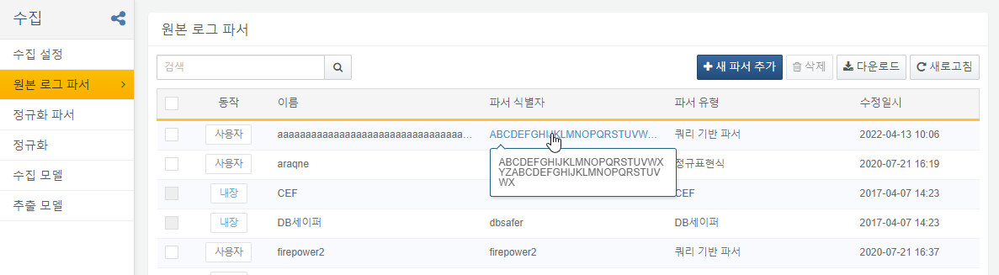 수집
수집 설정
원본 로그 파서
정규화 파서
정규화
수집 모델
추출 모델
원본 로그 파서
검색
새 파서 추가 삭제 다운로드 새로고침
동작 이름 파서 식별자 파서 유형 수정일시
사용자 aaaaaaaaaaaaaaaaaaaaaaaaaaaaaaaaaa... ABCDEFGHIJKLMNOPQRSTUVW... 쿼리 기반 파서 2022-04-13 10:06
ABCDEFGHIJKLMNOPQRSTUVWX
YZABCDEFGHIJKLMNOPQRSTUV
WX
사용자 araqne 정규표현식 2020-07-21 16:19
내장 CEF CEF 2017-04-07 14:23
내장 DB세이퍼 dbsafer DB세이퍼 2017-04-07 14:23
사용자 firepower2 firepower2 쿼리 기반 파서 2020-07-21 16:37